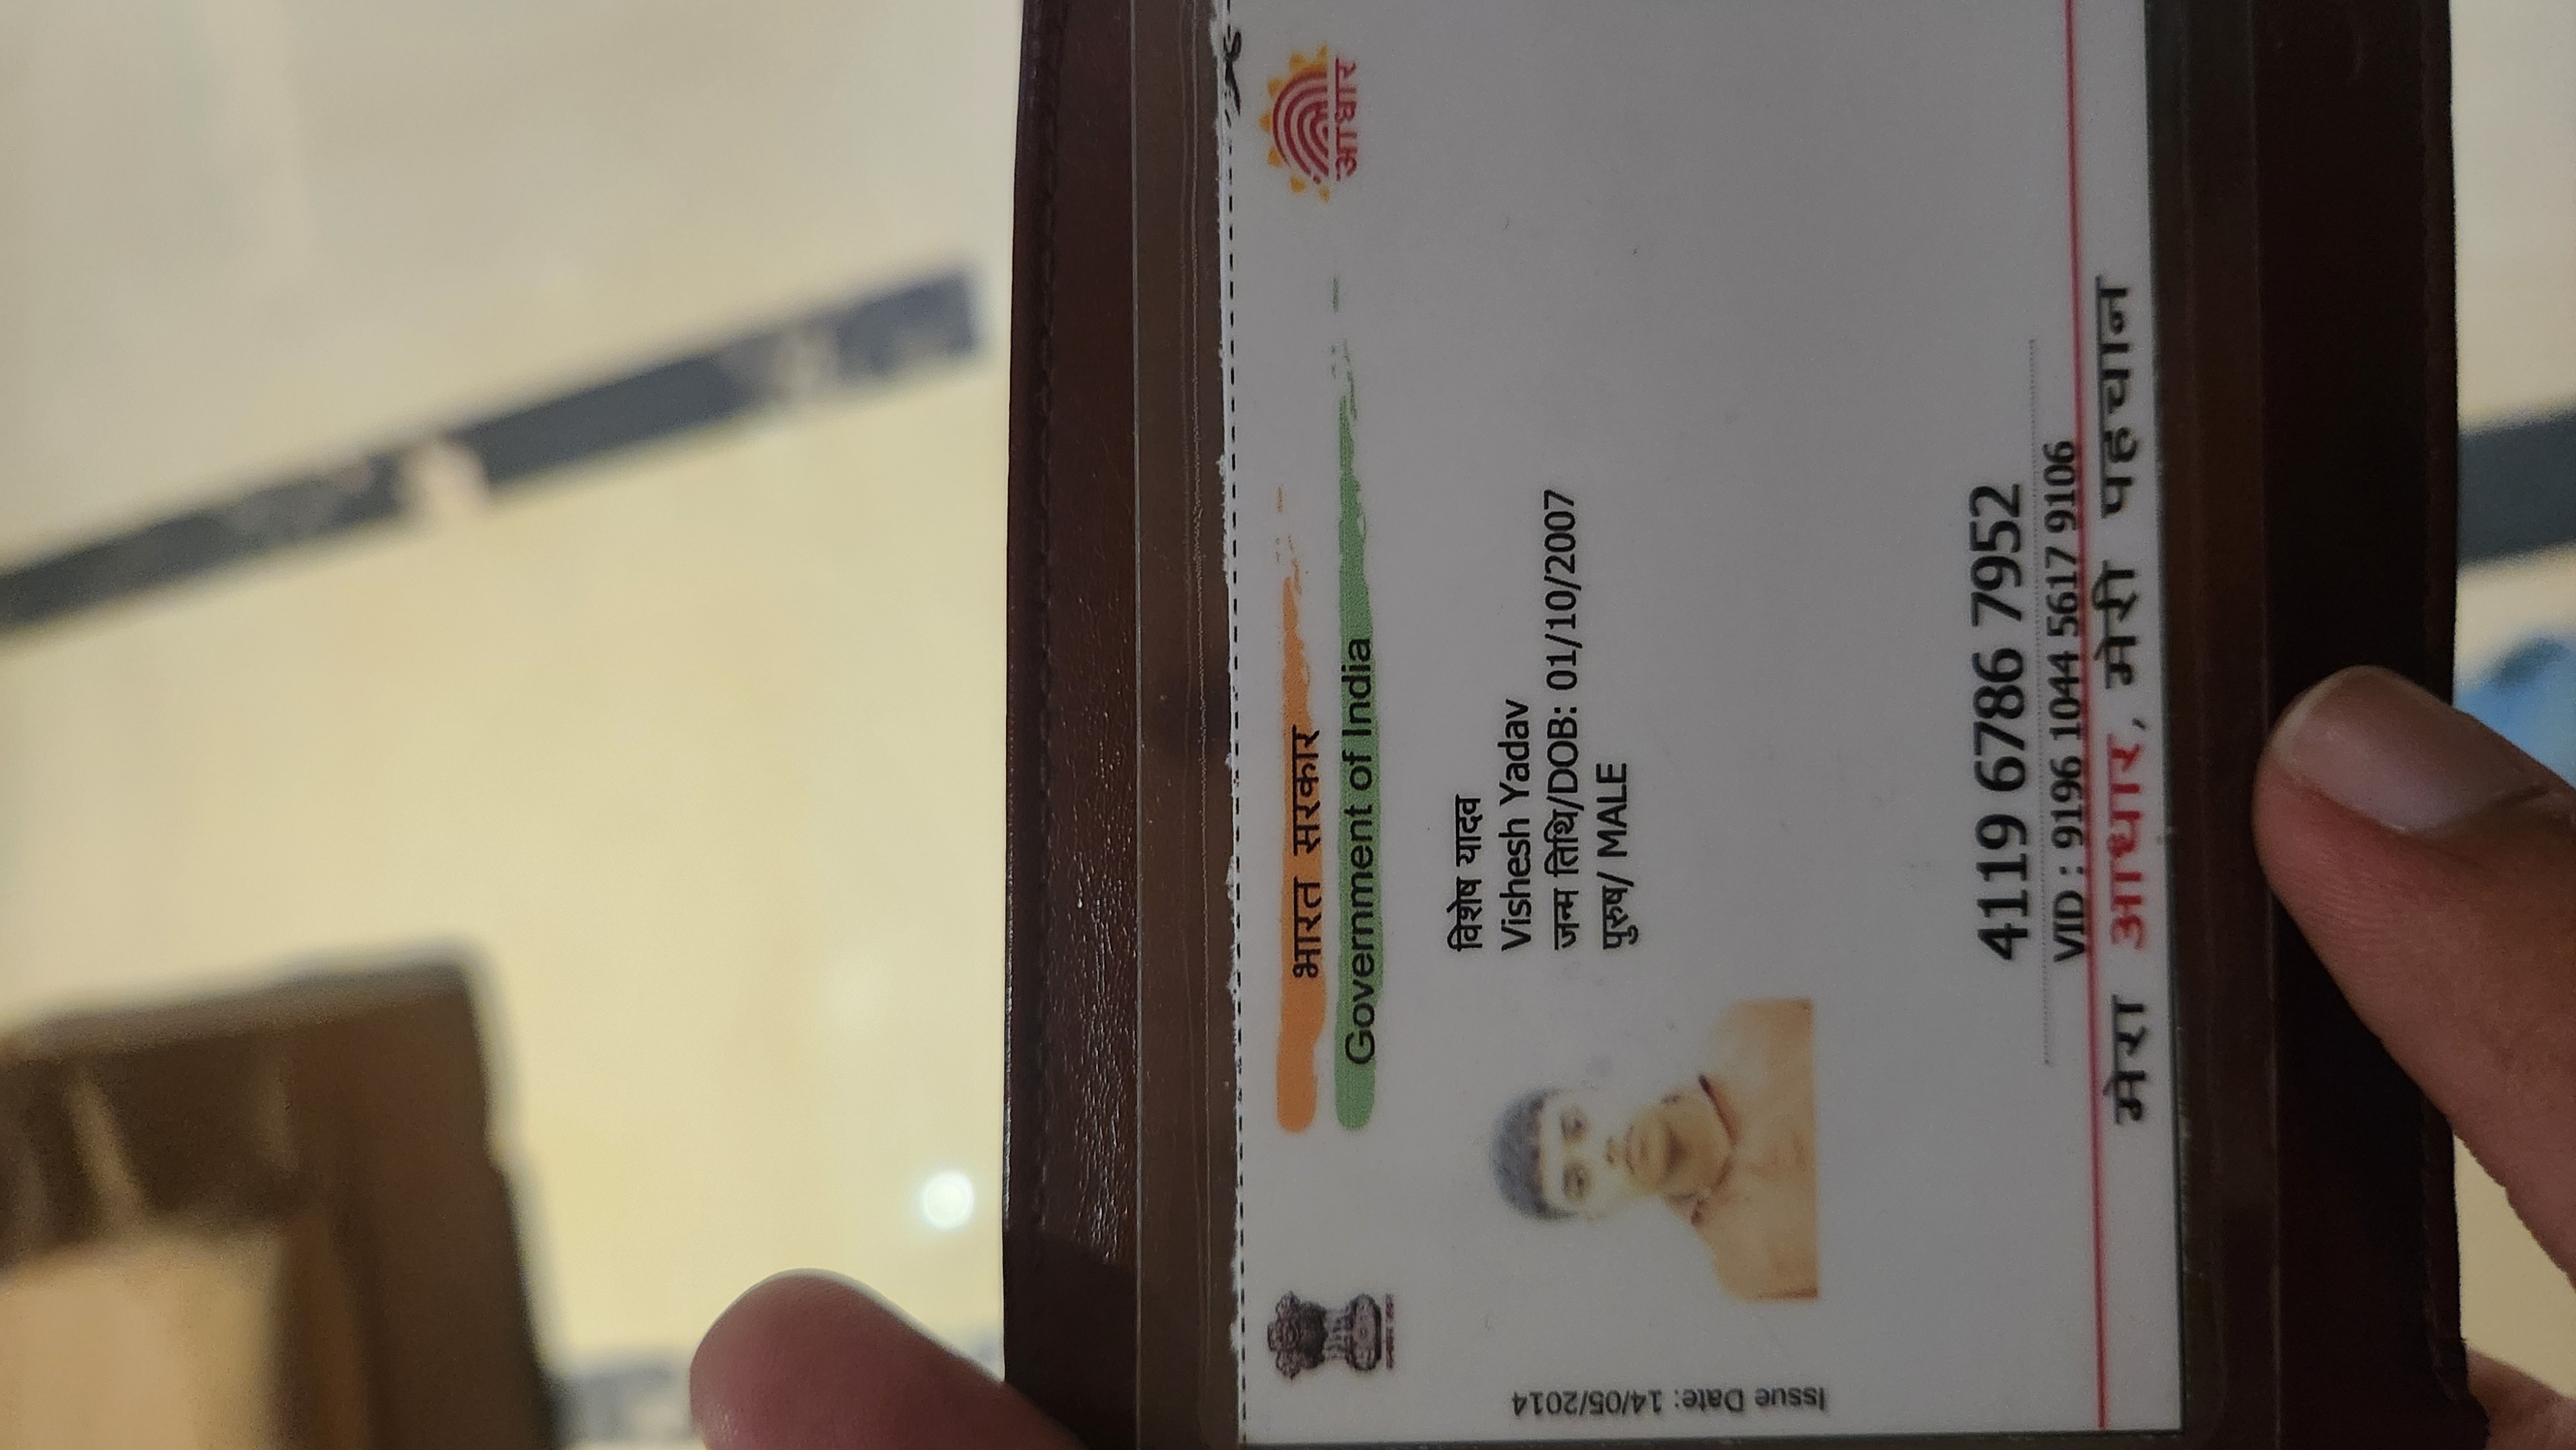 भारत सरकार
Government of India
आधार
Issue Date: 14/05/2014
विशेष यादव
Vishesh Yadav
जन्म तिथि/DOB: 01/10/2007
पुरुष/ MALE
4119 6786 7952
VID : 9196 1044 5617 9106
मेरा आधार, मेरी पहचान